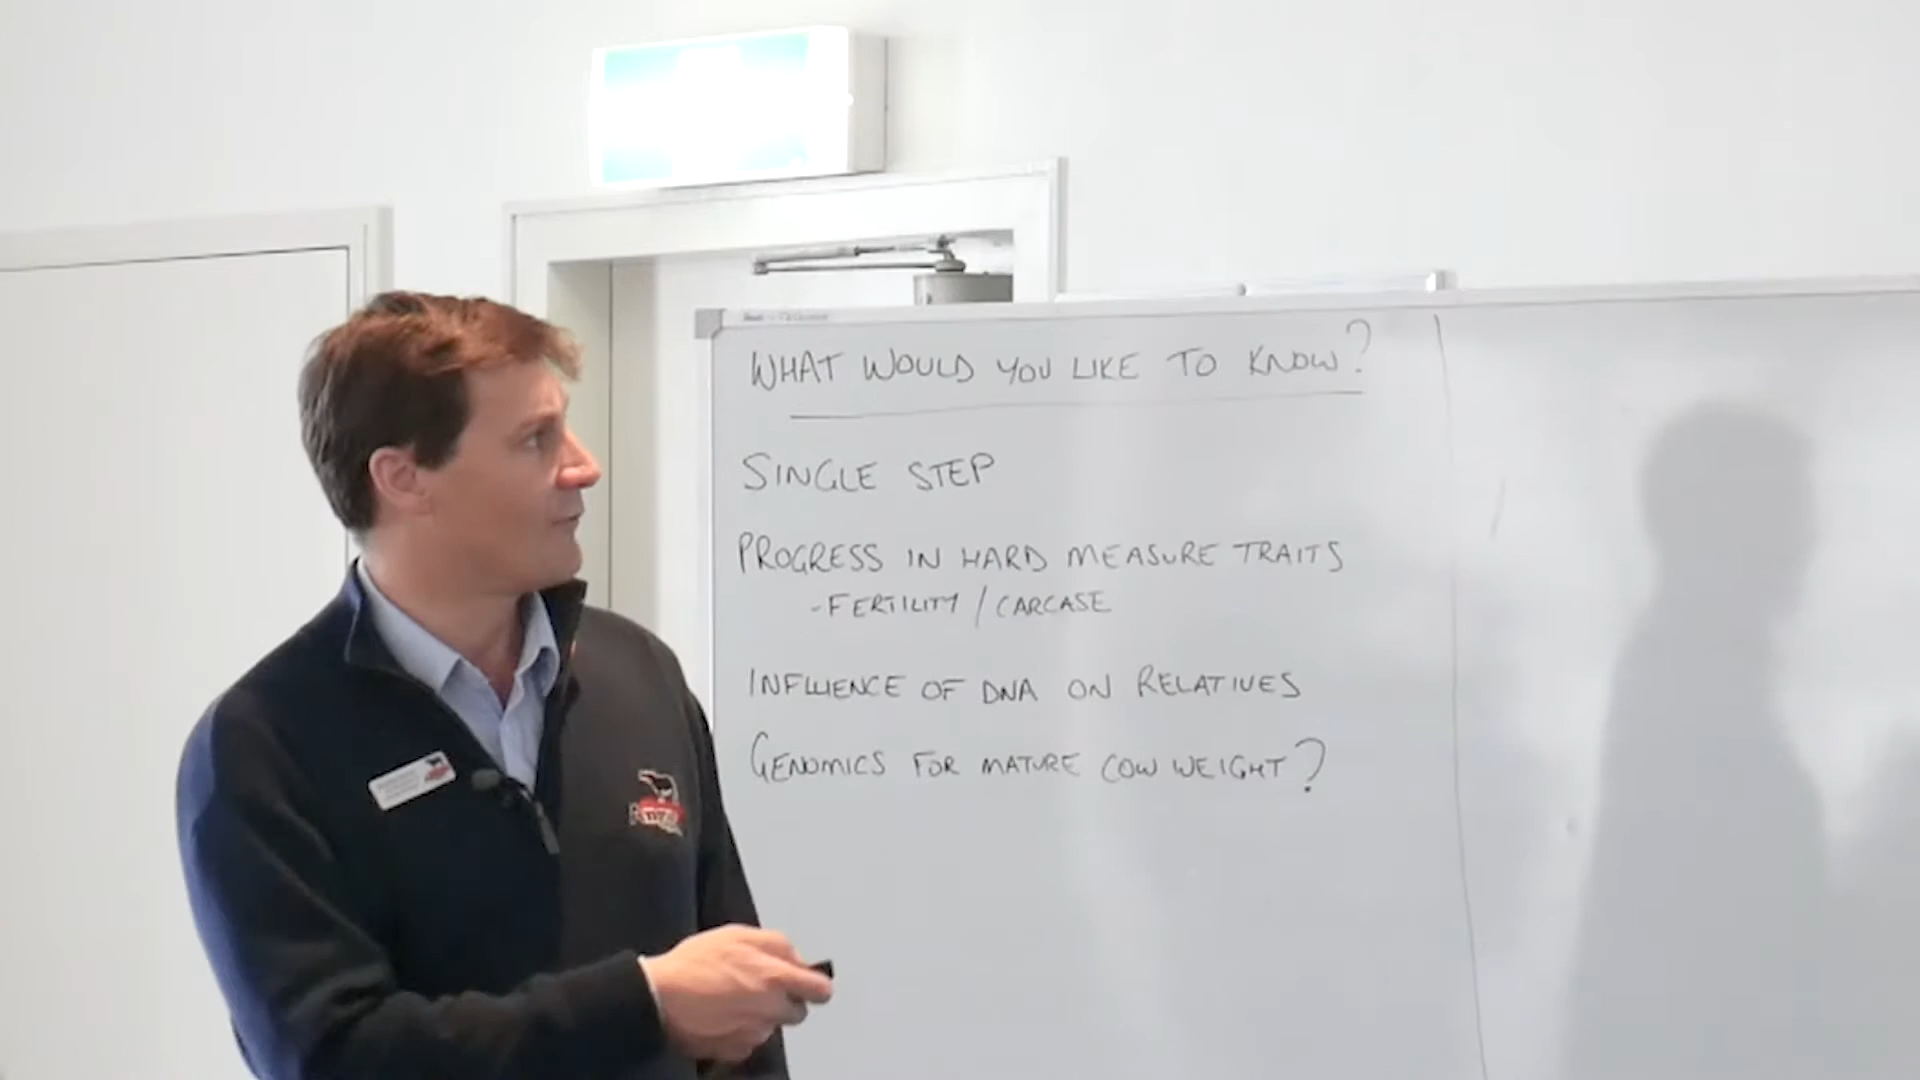 WHAT WOULD YOU LIKE TO KNOW?
SINGLE STEP
PROGRESS IN HARD MEASURE TRAITS
-FERTILITY / CARCASE
INFLUENCE OF DNA ON RELATIVES
GENOMICS FOR MATURE COW WEIGHT?